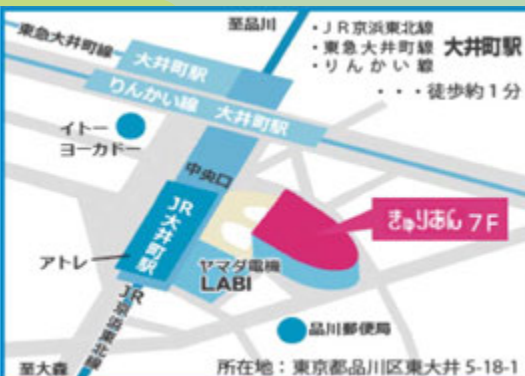 至品川
・JR京浜東北線
・東急大井町線
・りんかい線
大井町駅
・・・徒歩約1分
東急大井町線
大井町駅
りんかい線 大井町駅
イトー
ヨーカドー
中央口
JR
大井町駅
きゅりあん 7F
アトレ
ヤマダ電機
LABI
JR京浜東北線
品川郵便局
至大森
所在地：東京都品川区東大井 5-18-1